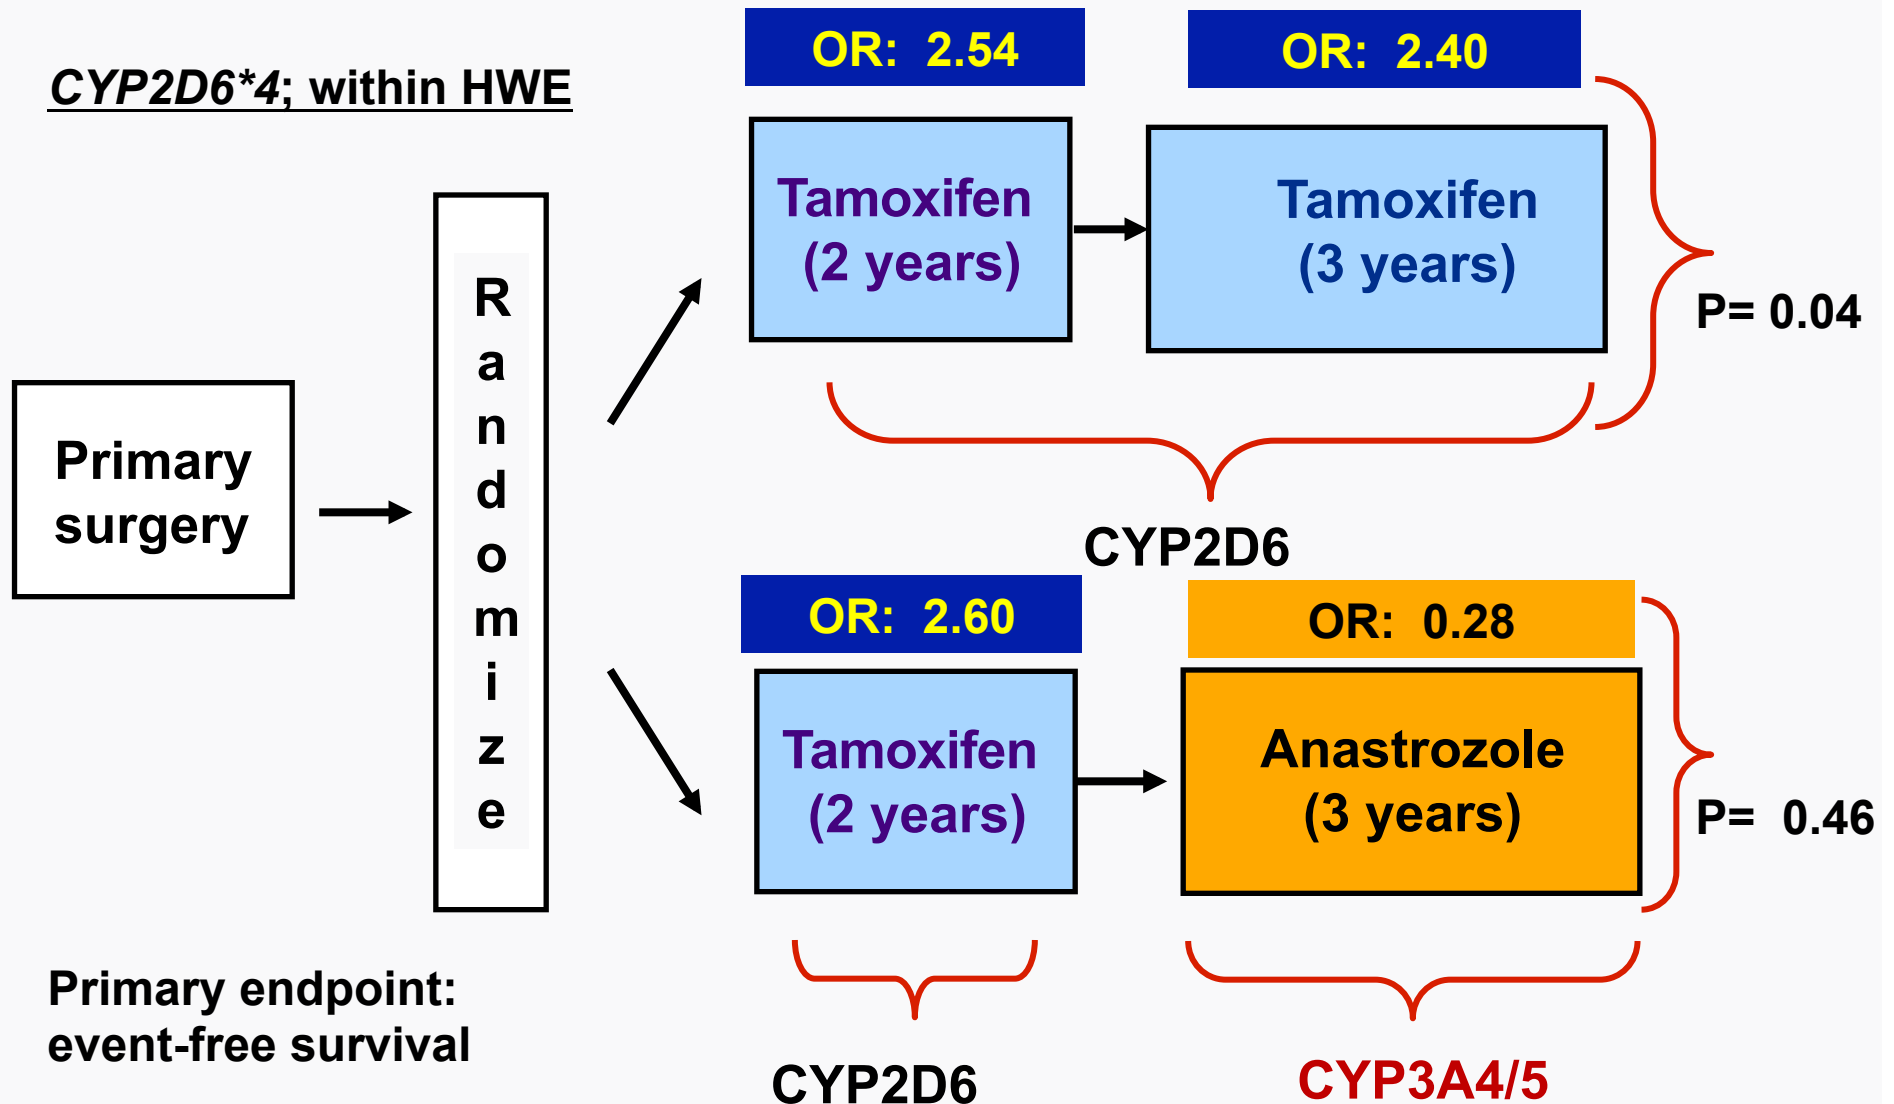 CYP2D6*4; within HWE
OR: 2.54
OR: 2.40
Tamoxifen
(2 years)
Tamoxifen
(3 years)
P= 0.04
CYP2D6
Primary
surgery
R
a
n
d
o
m
i
z
e
OR: 2.60
OR: 0.28
Tamoxifen
(2 years)
Anastrozole
(3 years)
P= 0.46
CYP2D6
CYP3A4/5
Primary endpoint:
event-free survival